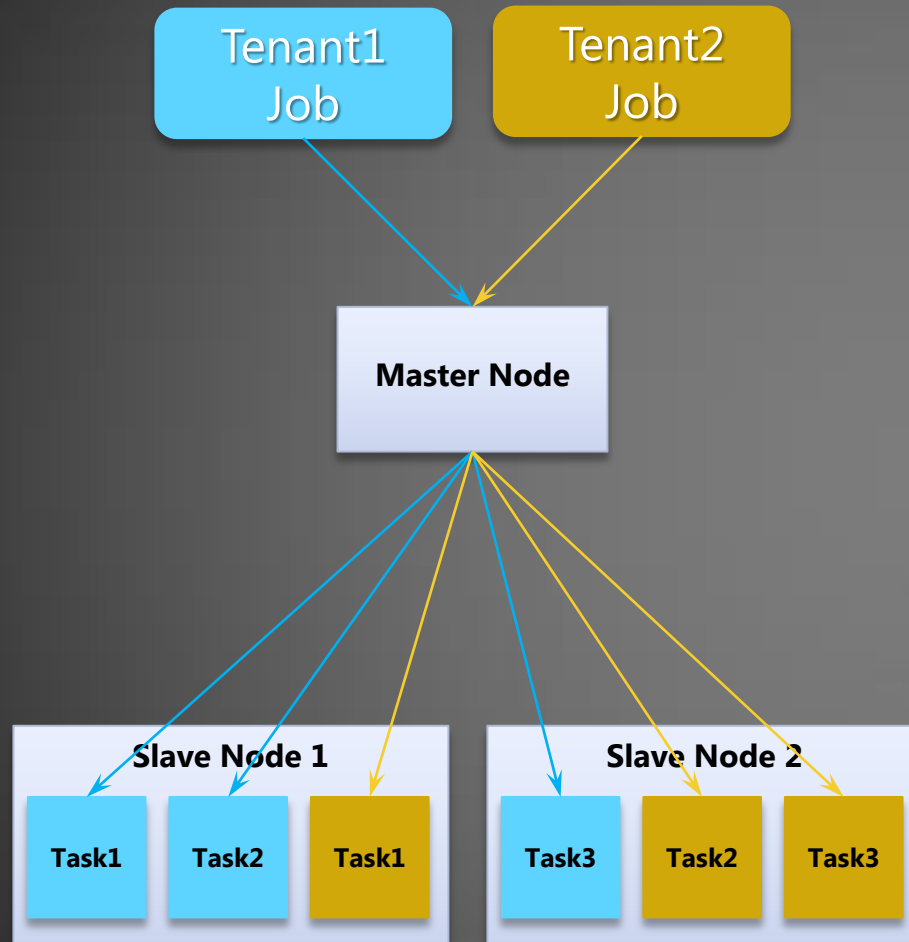 Tenant1
Job
Tenant2
Job
Master Node
Slave Node 1
Task1
Task2
Task1
Slave Node 2
Task3
Task2
Task3